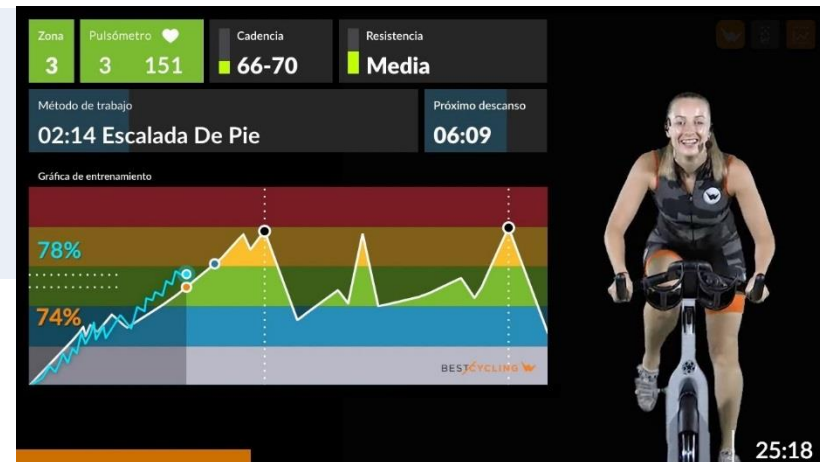 Zona
3
Pulsómetro
3 151
Cadencia
66-70
Resistencia
Media
Método de trabajo
02:14 Escalada De Pie
Próximo descanso
06:09
Gráfica de entrenamiento
78%
74%
BESTCYCLING
25:18